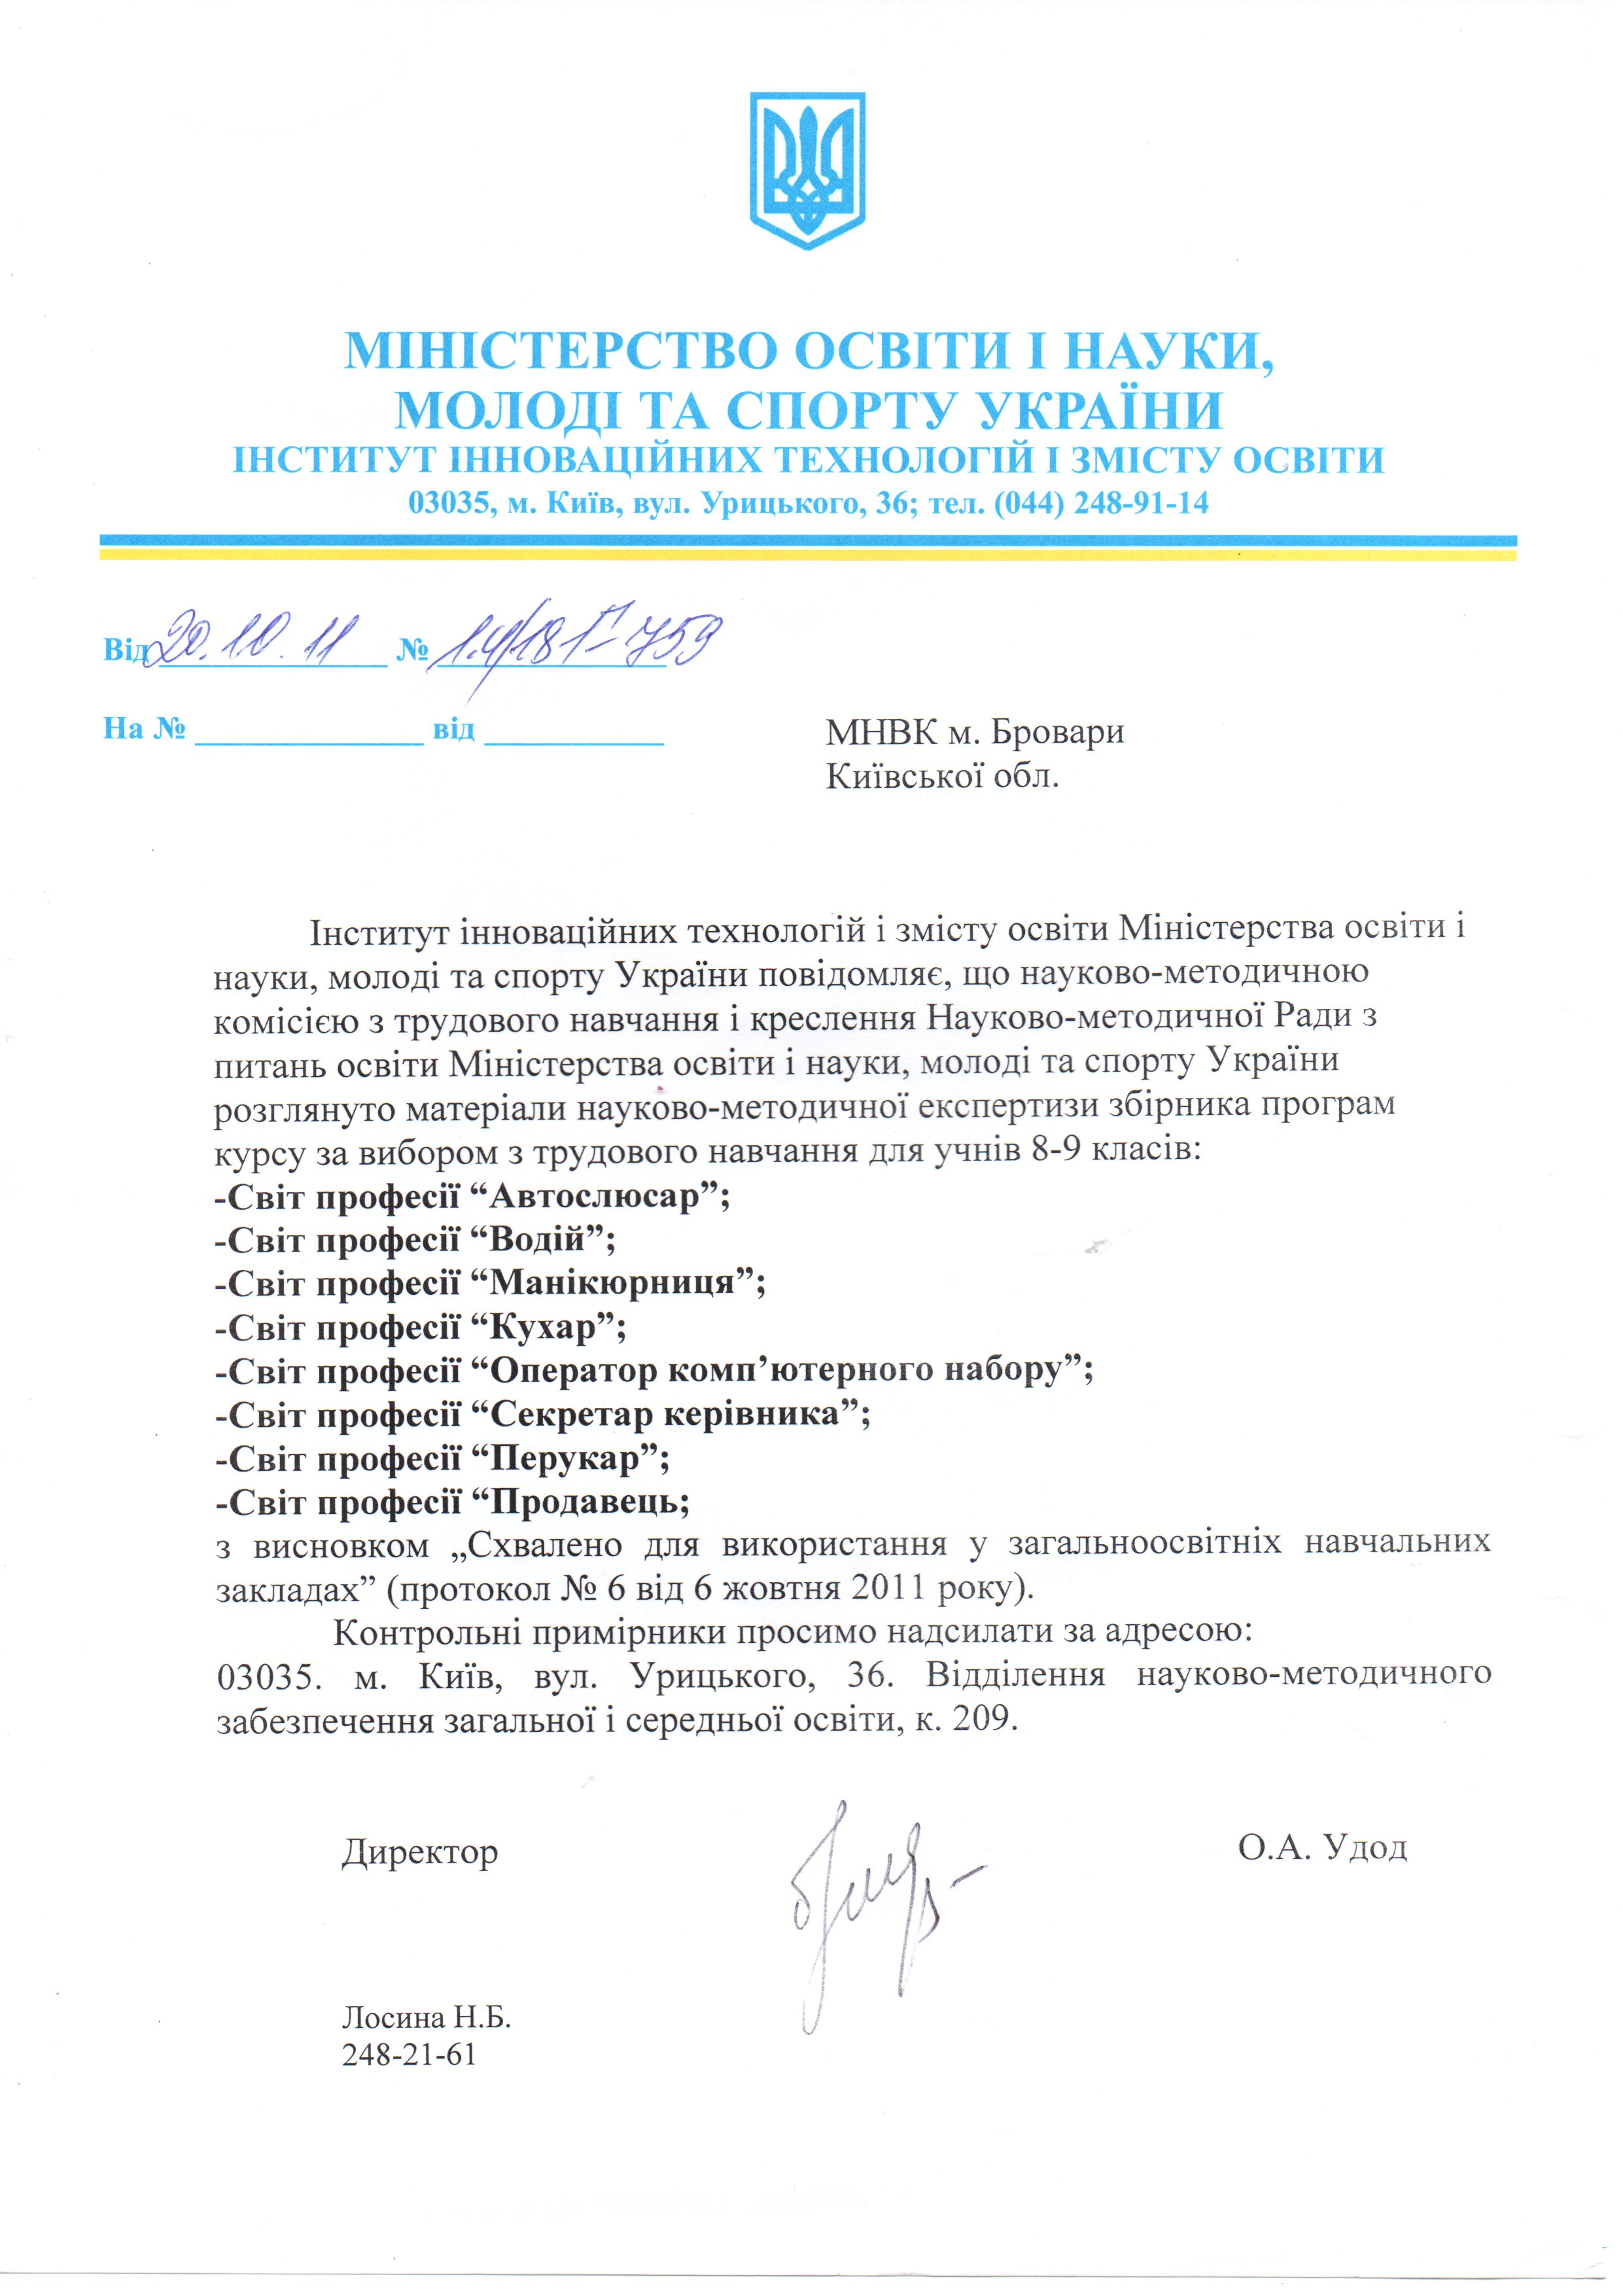 МІНІСТЕРСТВО ОСВІТИ І НАУКИ,
МОЛОДІ ТА СПОРТУ УКРАЇНИ
ІНСТИТУТ ІННОВАЦІЙНИХ ТЕХНОЛОГІЙ І ЗМІСТУ ОСВІТИ
03035, м. Київ, вул. Урицького, 36; тел. (044) 248-91-14
Від 20.10.11 № 1.4/18-Г-759
На № від
МНВК м. Бровари
Київської обл.
Інститут інноваційних технологій і змісту освіти Міністерства освіти і
науки, молоді та спорту України повідомляє, що науково-методичною
комісією з трудового навчання і креслення Науково-методичної Ради з
питань освіти Міністерства освіти і науки, молоді та спорту України
розглянуто матеріали науково-методичної експертизи збірника програм
курсу за вибором з трудового навчання для учнів 8-9 класів:
-Світ професії “Автослюсар”;
-Світ професії “Водій”;
-Світ професії “Манікюрниця”;
-Світ професії “Кухар”;
-Світ професії “Оператор комп’ютерного набору”;
-Світ професії “Секретар керівника”;
-Світ професії “Перукар”;
-Світ професії “Продавець;
з висновком „Схвалено для використання у загальноосвітніх навчальних
закладах” (протокол № 6 від 6 жовтня 2011 року).
Контрольні примірники просимо надсилати за адресою:
03035. м. Київ, вул. Урицького, 36. Відділення науково-методичного
забезпечення загальної і середньої освіти, к. 209.
Директор О.А. Удод
Лосина Н.Б.
248-21-61